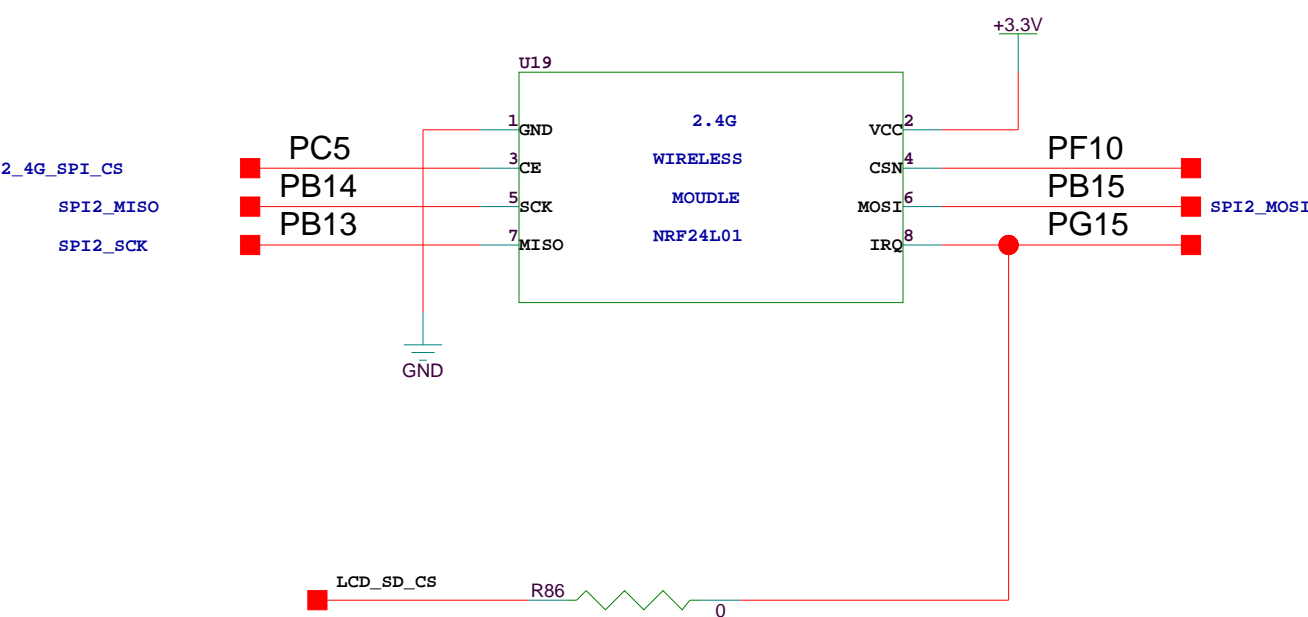 +3.3V
U19
1 GND 2.4G VCC 2
PC5 PF10
2_4G_SPI_CS 3 CE WIRELESS CSN 4
PB14 PB15
SPI2_MISO 5 SCK MOUDLE MOSI 6 SPI2_MOSI
PB13 PG15
SPI2_SCK 7 MISO NRF24L01 IRQ 8
GND
LCD_SD_CS
R86
0